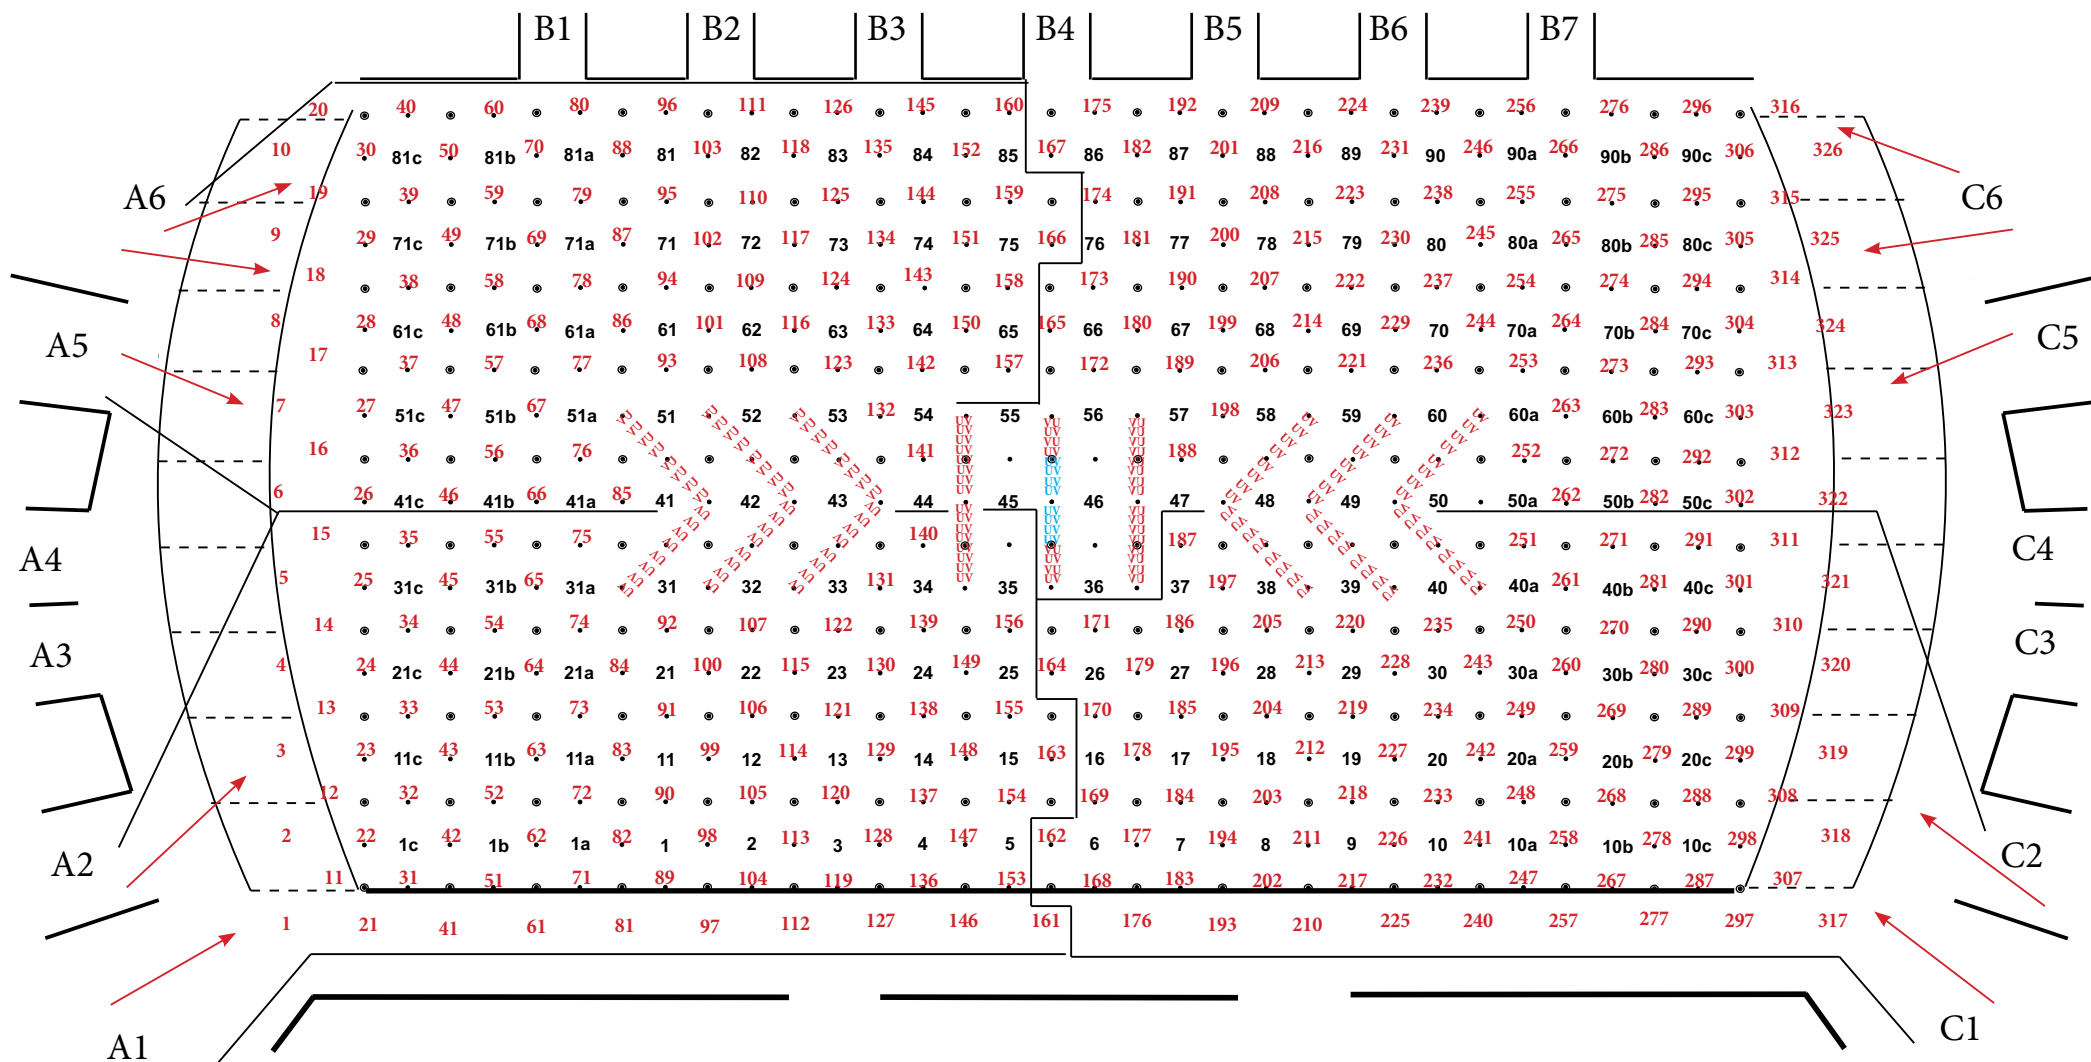 B1 B2 B3 B4 B5 B6 B7
20 40 60 80 96 111 126 145 160 175 192 209 224 239 256 276 296 316
10 30 81c 50 81b 70 81a 88 81 103 82 118 83 135 84 152 85 167 86 182 87 201 88 216 89 231 90 246 90a 266 90b 286 90c 306 326
A6 19 39 59 79 95 110 125 144 159 174 191 208 223 238 255 275 295 315 C6
9 29 71c 49 71b 69 71a 87 71 102 72 117 73 134 74 151 75 166 76 181 77 200 78 215 79 230 80 245 80a 265 80b 285 80c 305 325
18 38 58 78 94 109 124 143 158 173 190 207 222 237 254 274 294 314
8 28 61c 48 61b 68 61a 86 61 101 62 116 63 133 64 150 65 165 66 180 67 199 68 214 69 229 70 244 70a 264 70b 284 70c 304 324
A5 17 37 57 77 93 108 123 142 157 172 189 206 221 236 253 273 293 313 C5
7 27 51c 47 51b 67 51a 51 52 53 132 54 55 56 57 198 58 59 60 60a 263 60b 283 60c 303 323
16 36 56 76 141 188 252 272 292 312
6 26 41c 46 41b 66 41a 85 41 42 43 44 45 46 47 48 49 50 50a 262 50b 282 50c 302 322
15 35 55 75 140 187 251 271 291 311
A4 C4
5 25 31c 45 31b 65 31a 31 32 33 131 34 35 36 37 197 38 39 40 40a 261 40b 281 40c 301 321
14 34 54 74 92 107 122 139 156 171 186 205 220 235 250 270 290 310
A3 C3
4 24 21c 44 21b 64 21a 84 21 100 22 115 23 130 24 149 25 164 26 179 27 196 28 213 29 228 30 243 30a 260 30b 280 30c 300 320
13 33 53 73 91 106 121 138 155 170 185 204 219 234 249 269 289 309
3 23 11c 43 11b 63 11a 83 11 99 12 114 13 129 14 148 15 163 16 178 17 195 18 212 19 227 20 242 20a 259 20b 279 20c 299 319
12 32 52 72 90 105 120 137 154 169 184 203 218 233 248 268 288 308
2 22 1c 42 1b 62 1a 82 1 98 2 113 3 128 4 147 5 162 6 177 7 194 8 211 9 226 10 241 10a 258 10b 278 10c 298 318
A2 C2
11 31 51 71 89 104 119 136 153 168 183 202 217 232 247 267 287 307
1 21 41 61 81 97 112 127 146 161 176 193 210 225 240 257 277 297 317
A1 C1